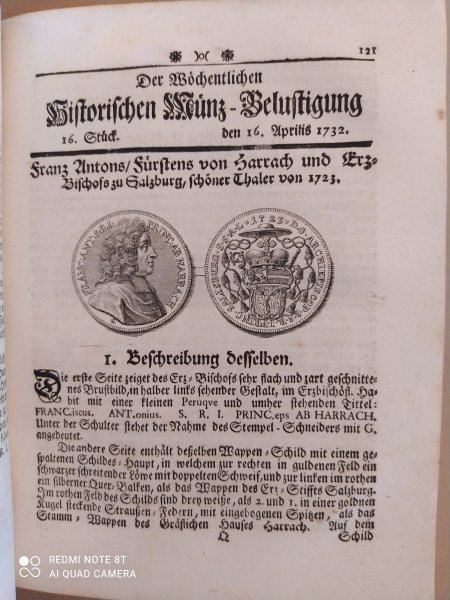 121
Der Wöchentlichen
Historischen Münz-Belustigung
16. Stück.
den 16. Aprilis 1732.
Franz Antons/Fürstens von Harrach und Erz-
Bischofs zu Salzburg, schöner Thaler von 1723.
1. Beschreibung desselben.
Die erste Seite zeiget des Erz-Bischofs sehr flach und zart geschnitte-
nes Brustbild, in halber links sehender Gestalt, im Erzbischöfl. Ha-
bit mit einer kleinen Peruqve und umher stehenden Tittel:
FRANC.iscus. ANT.onius. S. R. I. PRINC.eps AB HARRACH.
Unter der Schulter stehet der Nahme des Stempel-Schneiders mit G.
angedeutet.
Die andere Seite enthält deßelben Wappen-Schild mit einem ge-
spaltenen Schildes-Haupt, in welchem zur rechten in guldenen Feld ein
schwarzer schreitender Löwe mit doppelten Schweif, und zur linken im rothen
ein silberner Quer-Balken, als das Wappen des Erz-Stiffts Salzburg.
Im rothen Feld des Schilds sind drey weiße, als 2. und 1. in einer goldnen
Kugel steckende Straußen-Federn, mit eingebogenen Spitzen, als das
Stamm-Wappen des Gräflichen Hauses Harrach. Auf dem
Q
Schild
REDMI NOTE 8T
AI QUAD CAMERA